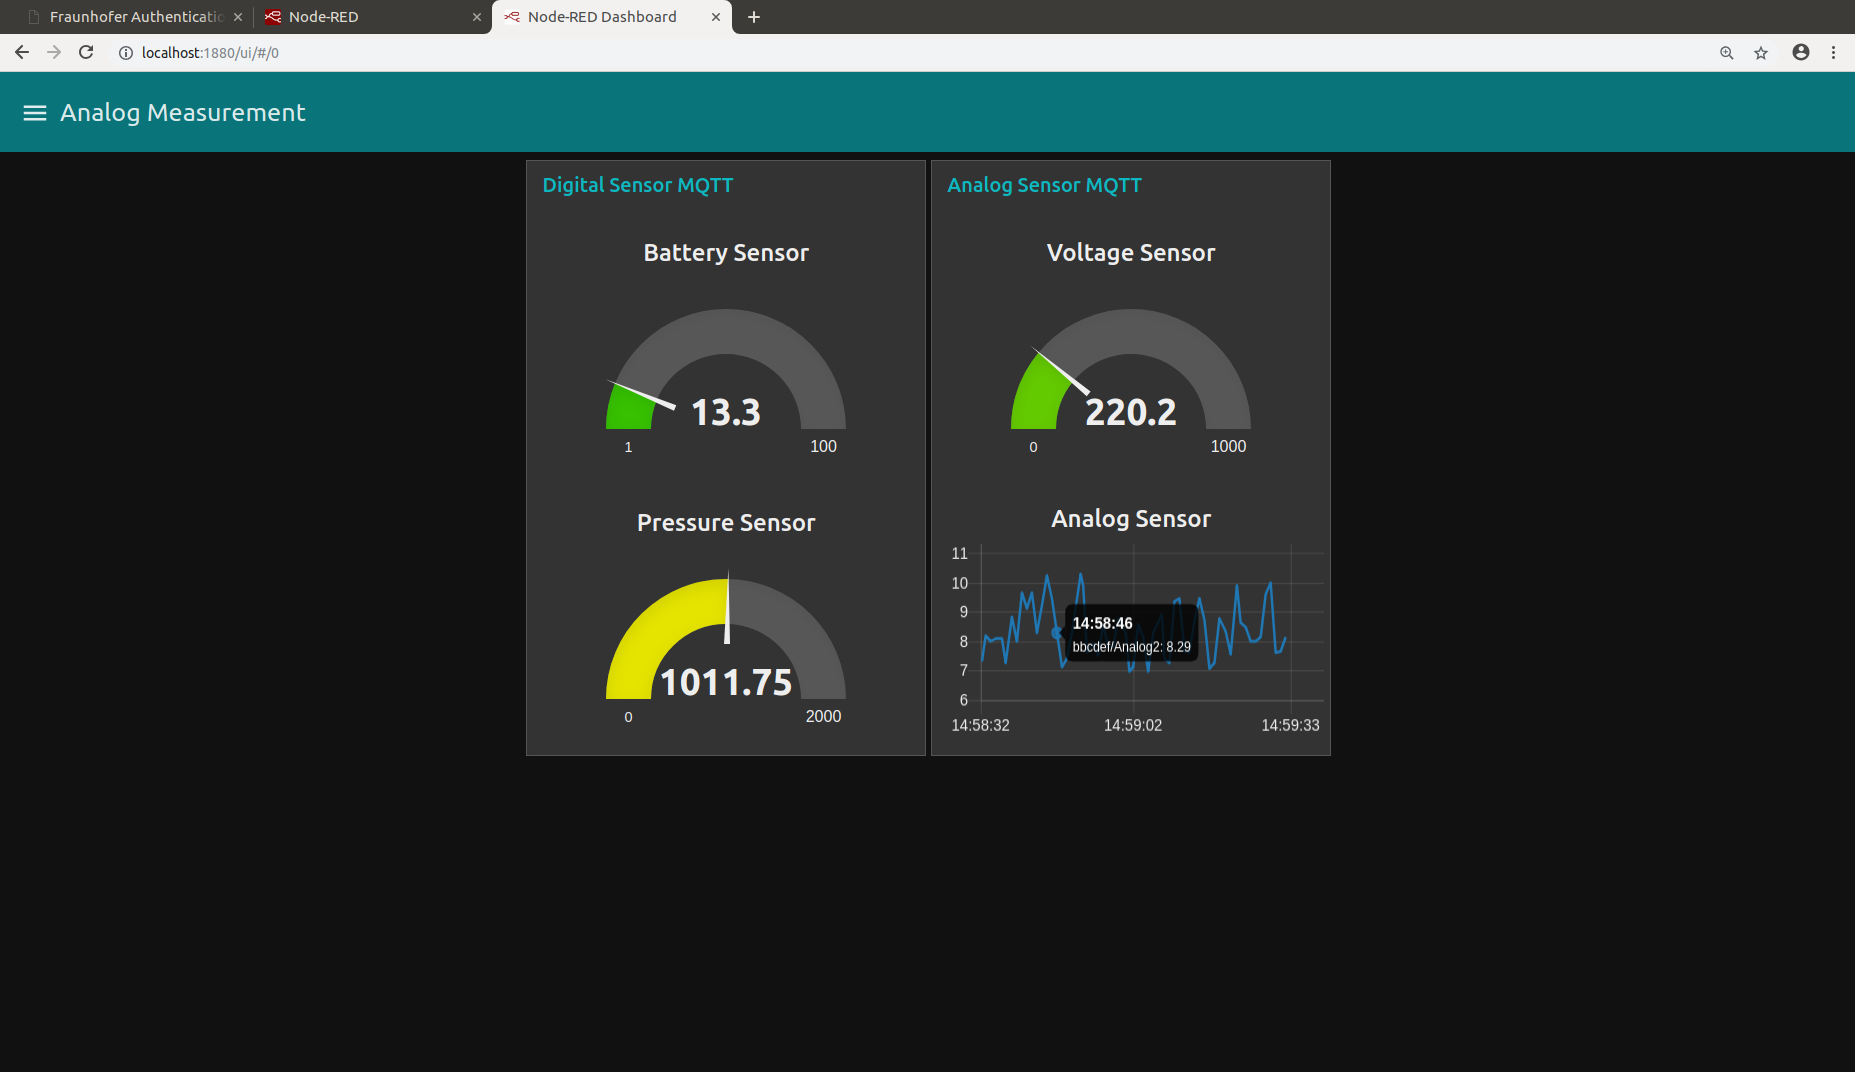 Fraunhofer Authenticatio
Node-RED
Node-RED Dashboard
localhost:1880/ui/#/0
Analog Measurement
Digital Sensor MQTT
Battery Sensor
13.3
1
100
Pressure Sensor
1011.75
0
2000
Analog Sensor MQTT
Voltage Sensor
220.2
0
1000
Analog Sensor
11
10
9
8
7
6
14:58:46
bbcdef/Analog2: 8.29
14:58:32
14:59:02
14:59:33